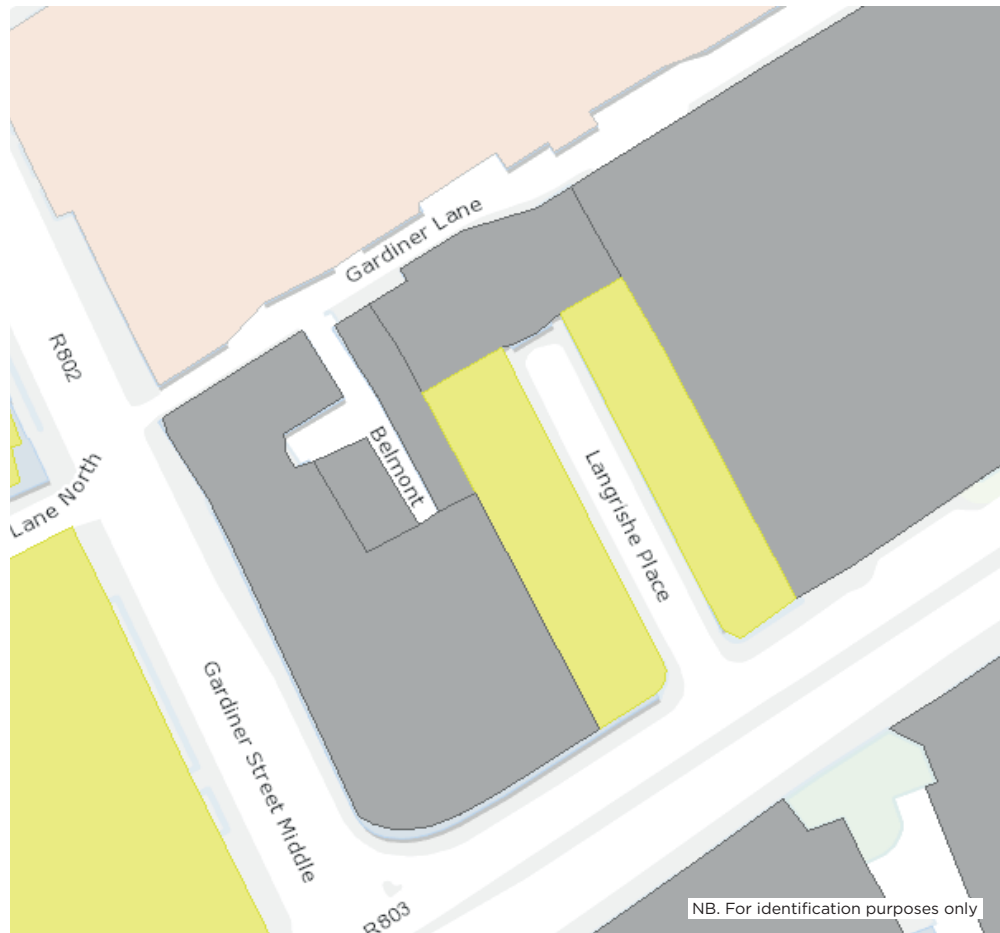 Gardiner Lane
R802
Belmont
Lane North
Langrishe Place
Gardiner Street Middle
R803
NB. For identification purposes only